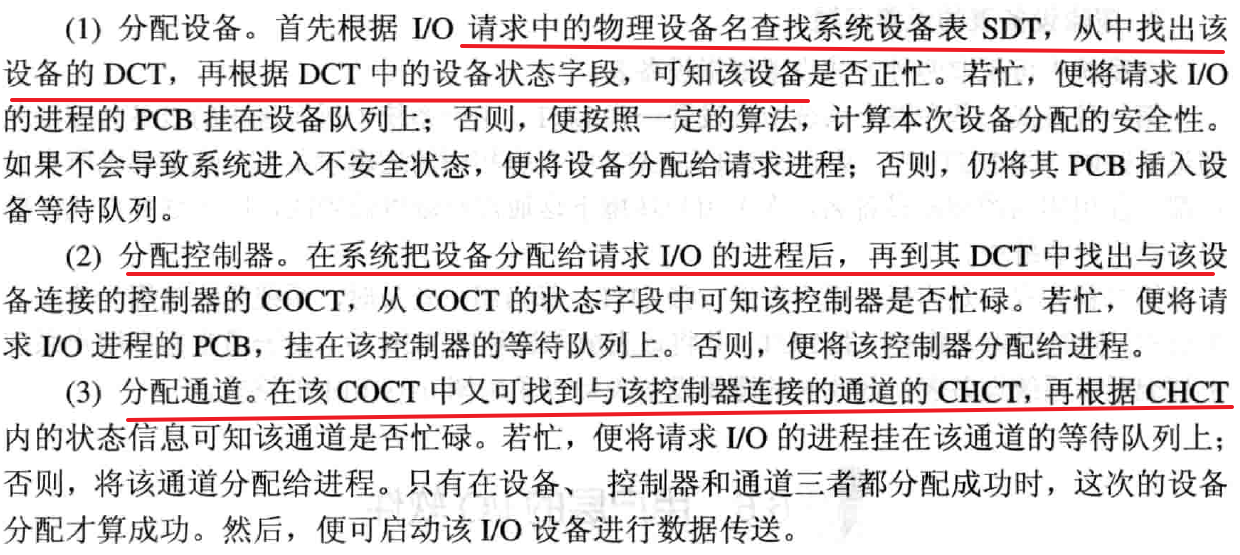 (1) 分配设备。首先根据 I/O 请求中的物理设备名查找系统设备表 SDT，从中找出该
设备的 DCT，再根据 DCT 中的设备状态字段，可知该设备是否正忙。若忙，便将请求 I/O
的进程的 PCB 挂在设备队列上；否则，便按照一定的算法，计算本次设备分配的安全性。
如果不会导致系统进入不安全状态，便将设备分配给请求进程；否则，仍将其 PCB 插入设
备等待队列。
(2) 分配控制器。在系统把设备分配给请求 I/O 的进程后，再到其 DCT 中找出与该设
备连接的控制器的 COCT，从 COCT 的状态字段中可知该控制器是否忙碌。若忙，便将请
求 I/O 进程的 PCB，挂在该控制器的等待队列上。否则，便将该控制器分配给进程。
(3) 分配通道。在该 COCT 中又可找到与该控制器连接的通道的 CHCT，再根据 CHCT
内的状态信息可知该通道是否忙碌。若忙，便将请求 I/O 的进程挂在该通道的等待队列上；
否则，将该通道分配给进程。只有在设备、 控制器和通道三者都分配成功时，这次的设备
分配才算成功。然后，便可启动该 I/O 设备进行数据传送。